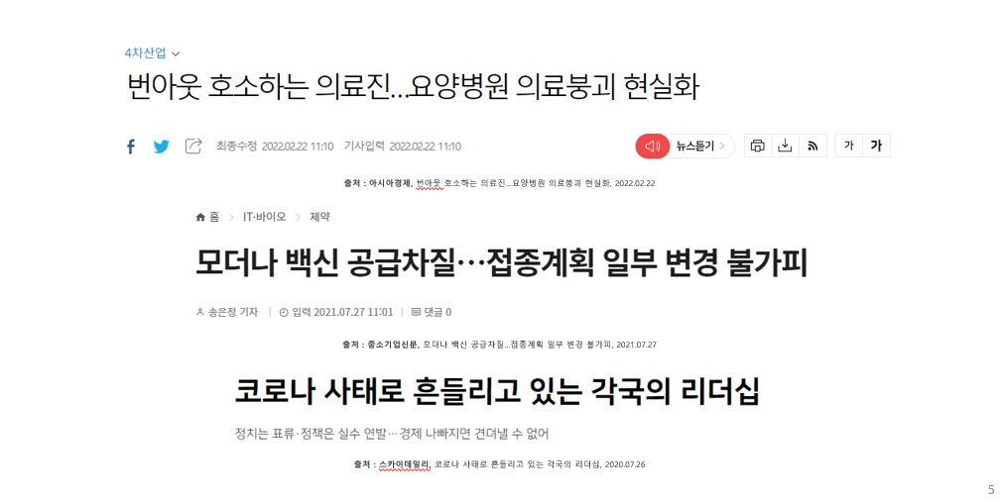 4차산업
번아웃 호소하는 의료진...요양병원 의료붕괴 현실화
최종수정 2022.02.22 11:10 기사입력 2022.02.22 11:10 뉴스듣기 가 가
출처 : 아시아경제, 번아웃 호소하는 의료진...요양병원 의료붕괴 현실화, 2022.02.22
홈 IT·바이오 제약
모더나 백신 공급차질…접종계획 일부 변경 불가피
송은정 기자 | 입력 2021.07.27 11:01 | 댓글 0
출처 : 중소기업신문, 모더나 백신 공급차질...접종계획 일부 변경 불가피, 2021.07.27
코로나 사태로 흔들리고 있는 각국의 리더십
정치는 표류·정책은 실수 연발…경제 나빠지면 견뎌낼 수 없어
출처 : 스카이데일리, 코로나 사태로 흔들리고 있는 각국의 리더십, 2020.07.26
5